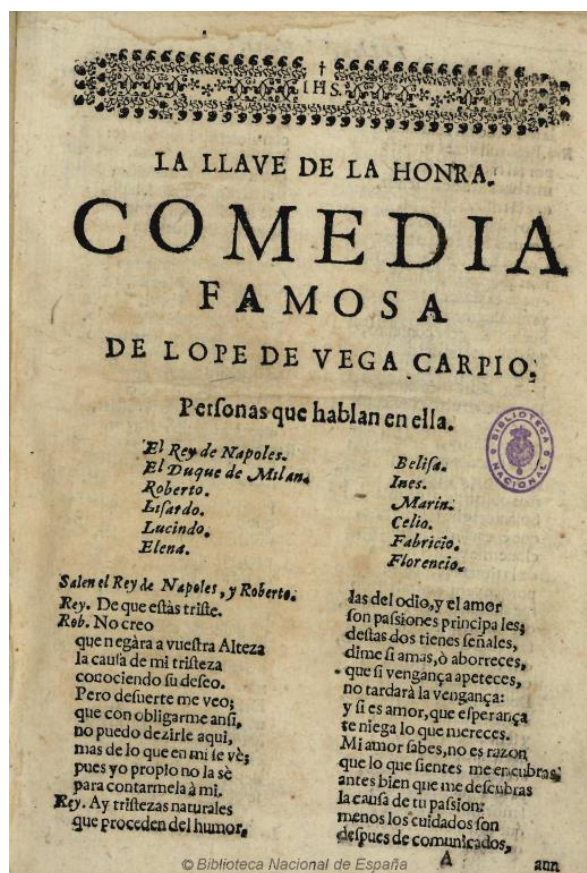 †
IHS.
LA LLAVE DE LA HONRA.
COMEDIA
FAMOSA
DE LOPE DE VEGA CARPIO.
Perſonas que hablan en ella.
El Rey de Napoles.
El Duque de Milan.
Roberto.
Liſardo.
Lucindo.
Elena.
Beliſa.
Ines.
Marin.
Celio.
Fabricio.
Florencio.
BIBLIOTECA NACIONAL
Salen el Rey de Napoles, y Roberto.
Rey. De que eſtàs triſte.
Rob. No creo
que negàra a vueſtra Alteza
la cauſa de mi triſteza
conociendo ſu deſeo.
Pero deſuerte me veo;
que con obligarme anſi,
no puedo dezirle aqui,
mas de lo que en mi ſe vè;
pues yo propio no la sè
para contarmela à mi.
Rey. Ay triſtezas naturales
que proceden del humor,
las del odio, y el amor
ſon paſsiones principales;
deſtas dos tienes ſeñales,
dime ſi amas, ò aborreces,
que ſi vengança apeteces,
no tardarà la vengança:
y ſi es amor, que eſperança
te niega lo que mereces.
Mi amor ſabes, no es razon
que lo que ſientes me encubras;
antes bien que me deſcubras
la cauſa de tu paſsion:
menos los cuidados ſon
deſpues de comunicados,
A
aun
© Biblioteca Nacional de España